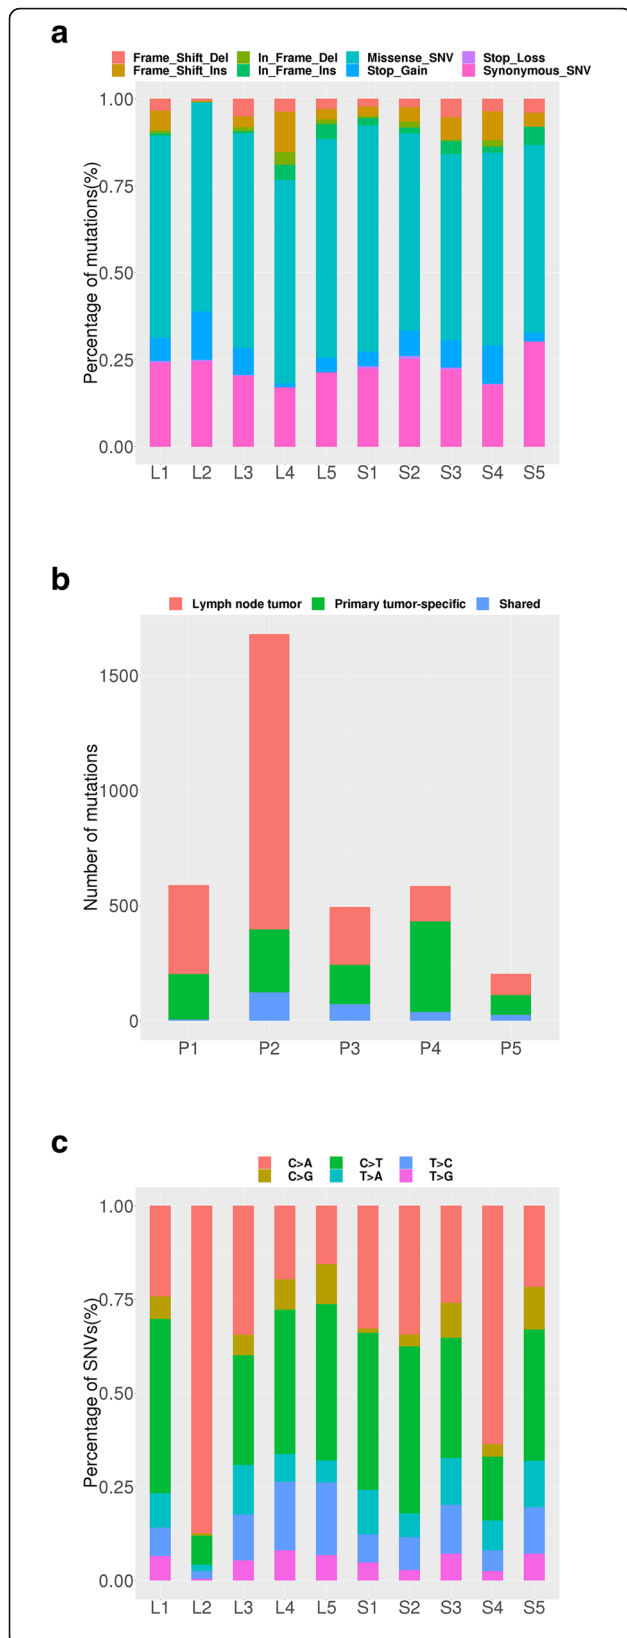 a
Frame_Shift_Del In_Frame_Del Missense_SNV Stop_Loss
Frame_Shift_Ins In_Frame_Ins Stop_Gain Synonymous_SNV
Percentage of mutations(%)
1.00
0.75
0.50
0.25
0.00
L1 L2 L3 L4 L5 S1 S2 S3 S4 S5
b
Lymph node tumor Primary tumor-specific Shared
Number of mutations
1500
1000
500
0
P1 P2 P3 P4 P5
c
C>A C>T T>C
C>G T>A T>G
Percentage of SNVs(%)
1.00
0.75
0.50
0.25
0.00
L1 L2 L3 L4 L5 S1 S2 S3 S4 S5